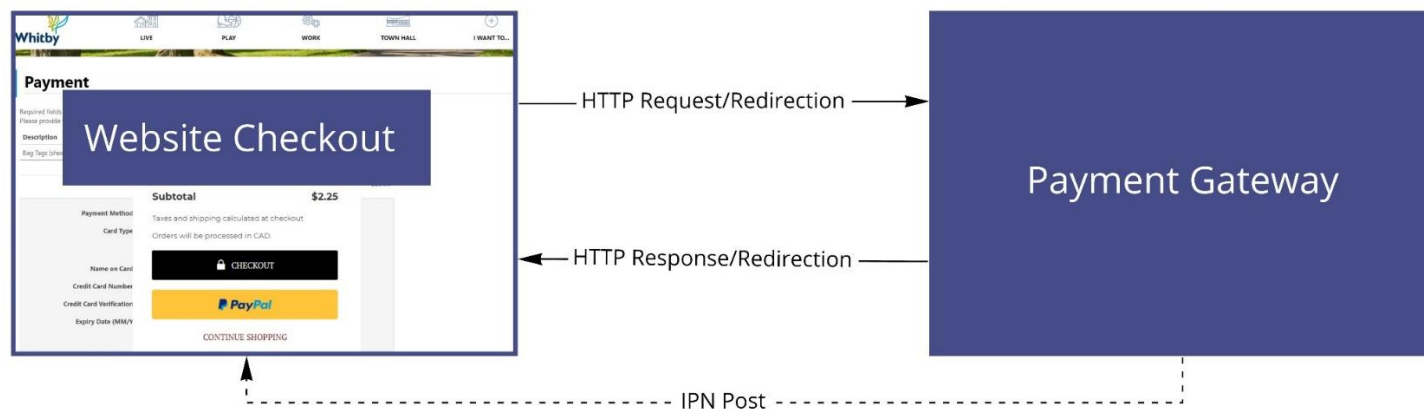 Whitby
LIVE
PLAY
WORK
TOWN HALL
I WANT TO...
Payment
Required fields
Please provide
Description
Bag Tags (shee
Website Checkout
Subtotal $2.25
Taxes and shipping calculated at checkout
Orders will be processed in CAD.
CHECKOUT
PayPal
CONTINUE SHOPPING
Payment Method
Card Type
Name on Card
Credit Card Number
Credit Card Verification
Expiry Date (MM/Y
HTTP Request/Redirection
HTTP Response/Redirection
Payment Gateway
IPN Post